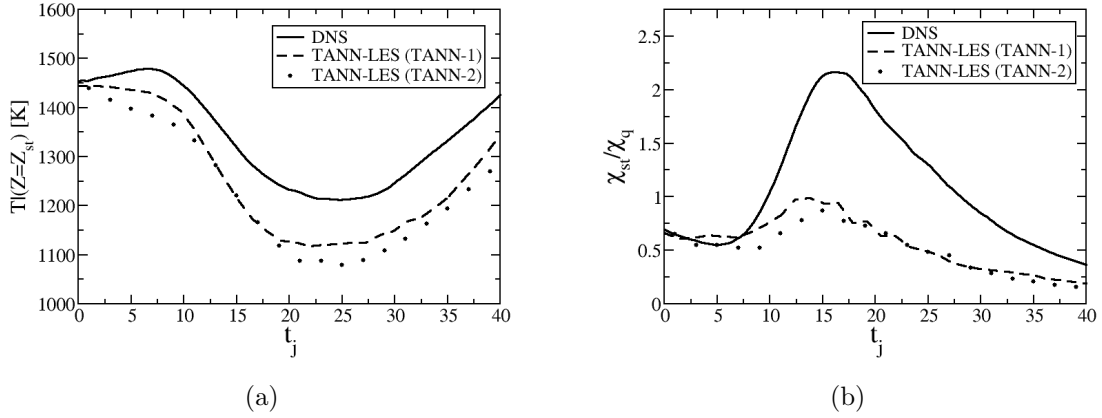 1600
1500
1400
1300
1200
1100
1000
T|(Z=Z_st) [K]
DNS
TANN-LES (TANN-1)
TANN-LES (TANN-2)
0 5 10 15 20 25 30 35 40
t_j
(a)
2.5
2
1.5
1
0.5
0
χ_st/χ_q
DNS
TANN-LES (TANN-1)
TANN-LES (TANN-2)
0 5 10 15 20 25 30 35 40
t_j
(b)